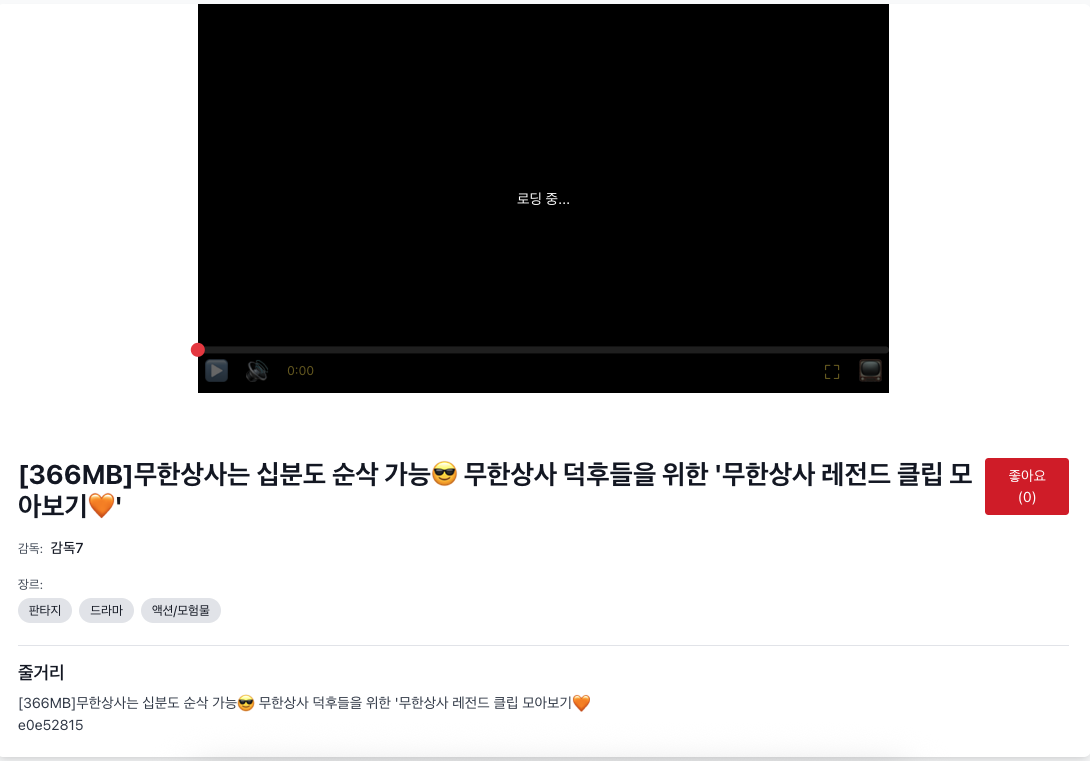 로딩 중...
0:00
[366MB]무한상사는 십분도 순삭 가능😎 무한상사 덕후들을 위한 '무한상사 레전드 클립 모
아보기🧡'
좋아요
(0)
감독: 감독7
장르:
판타지 드라마 액션/모험물
줄거리
[366MB]무한상사는 십분도 순삭 가능😎 무한상사 덕후들을 위한 '무한상사 레전드 클립 모아보기🧡
e0e52815